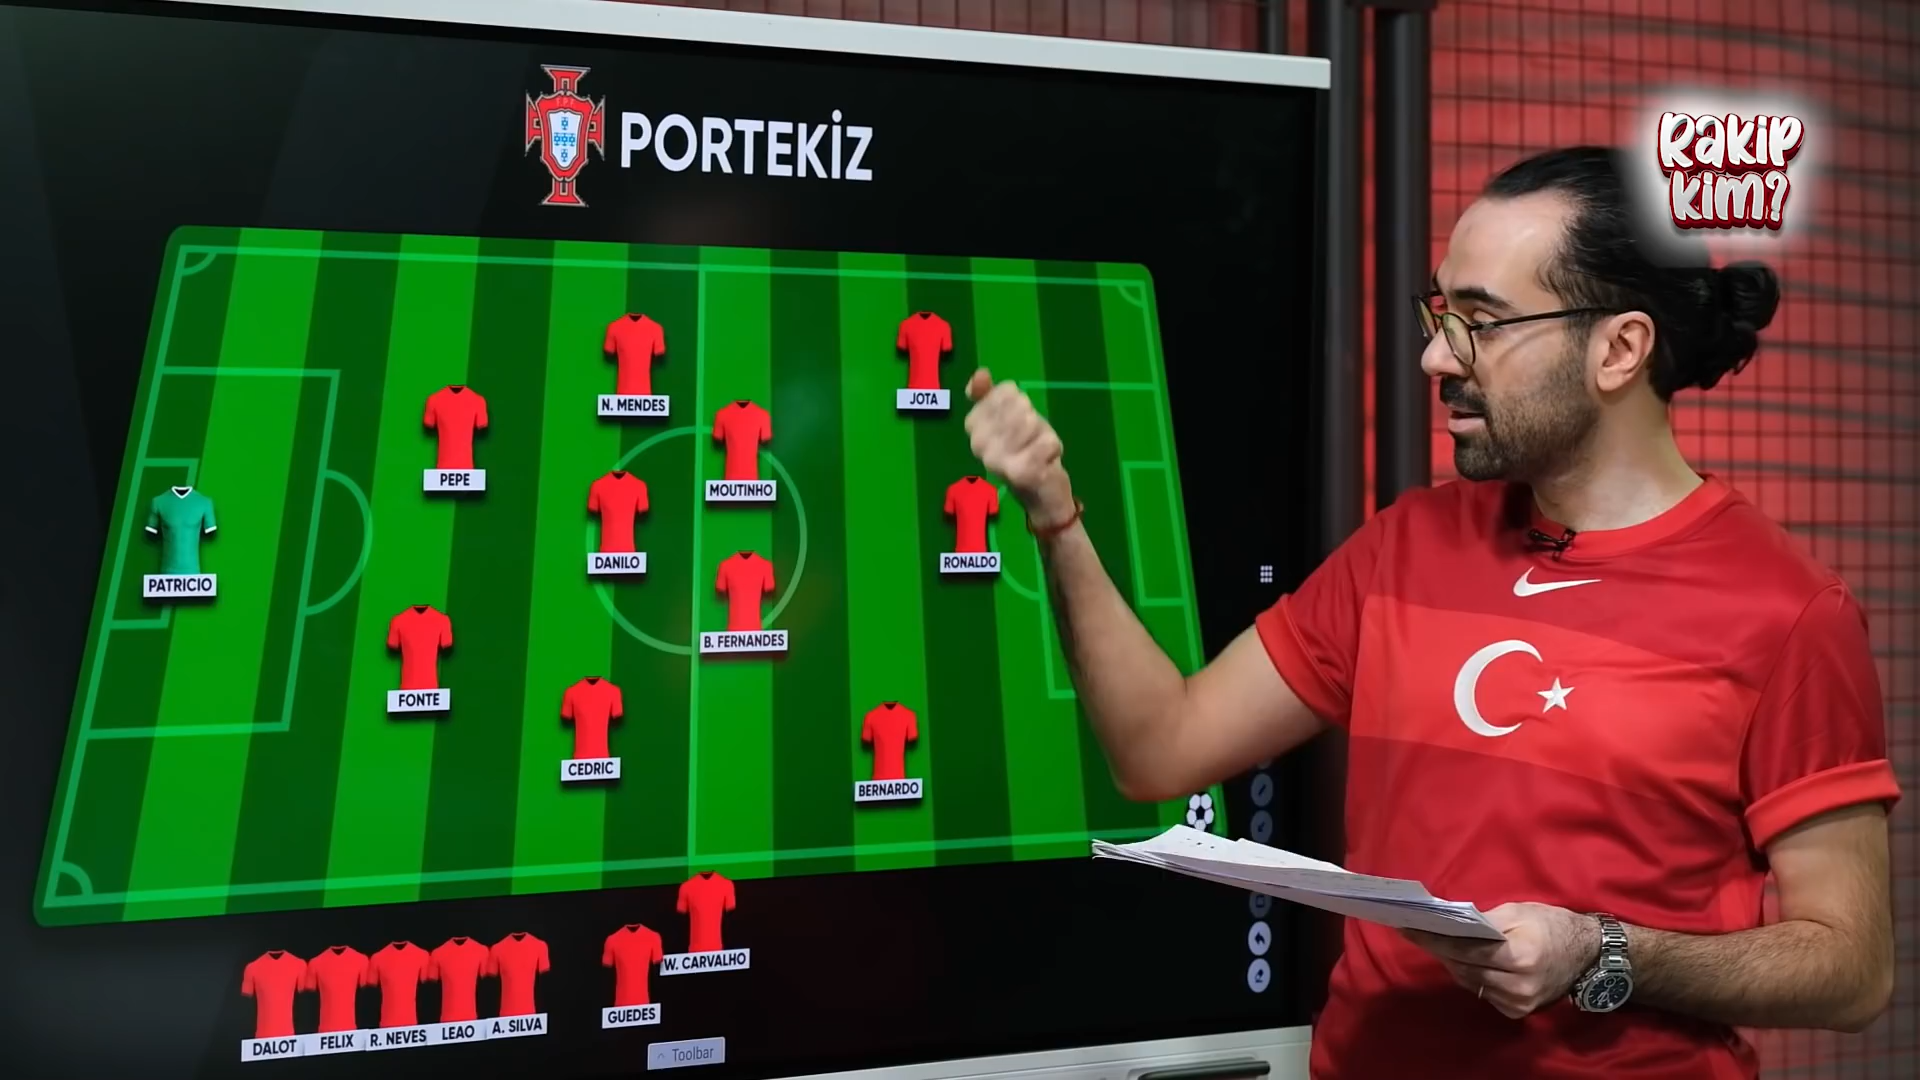 PORTEKİZ
Rakip
kim?
N. MENDES
JOTA
PEPE
MOUTINHO
PATRICIO
DANILO
RONALDO
B. FERNANDES
FONTE
CEDRIC
BERNARDO
W. CARVALHO
GUEDES
DALOT
FELIX
R. NEVES
LEAO
A. SILVA
Toolbar